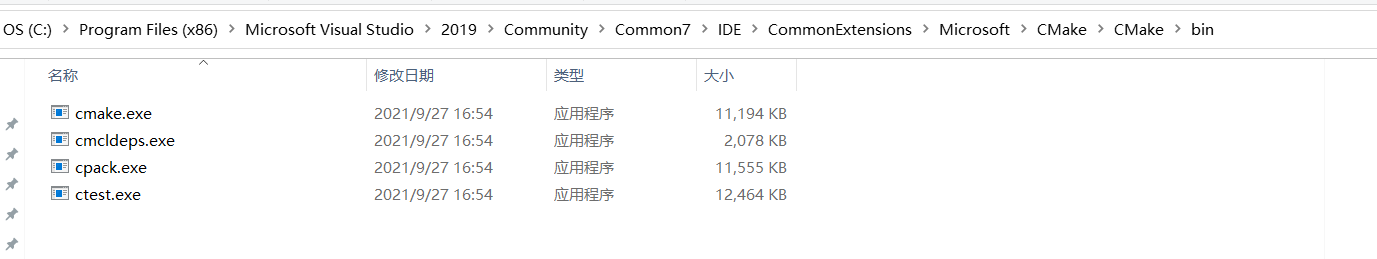 OS (C:) > Program Files (x86) > Microsoft Visual Studio > 2019 > Community > Common7 > IDE > CommonExtensions > Microsoft > CMake > CMake > bin
名称 修改日期 类型 大小
cmake.exe 2021/9/27 16:54 应用程序 11,194 KB
cmcldeps.exe 2021/9/27 16:54 应用程序 2,078 KB
cpack.exe 2021/9/27 16:54 应用程序 11,555 KB
ctest.exe 2021/9/27 16:54 应用程序 12,464 KB